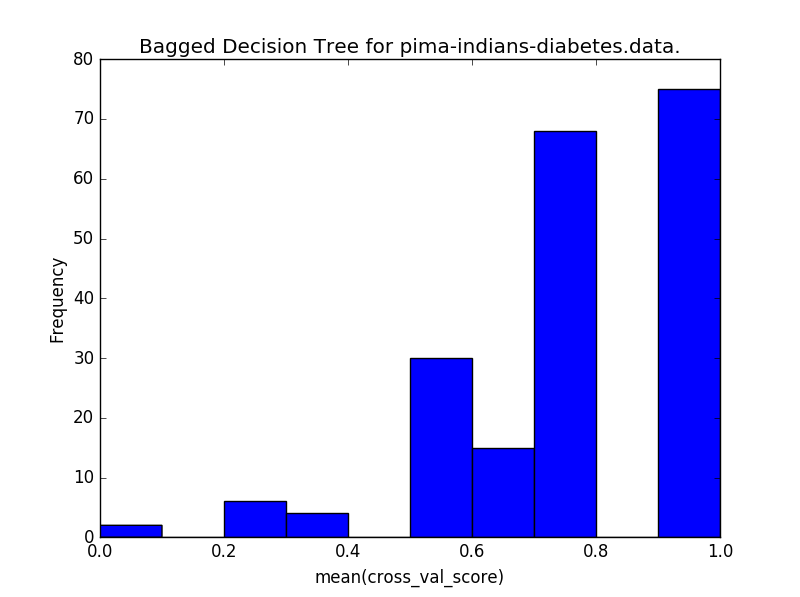 Bagged Decision Tree for pima-indians-diabetes.data.
80
70
60
50
40
30
20
10
0
Frequency
0.0 0.2 0.4 0.6 0.8 1.0
mean(cross_val_score)